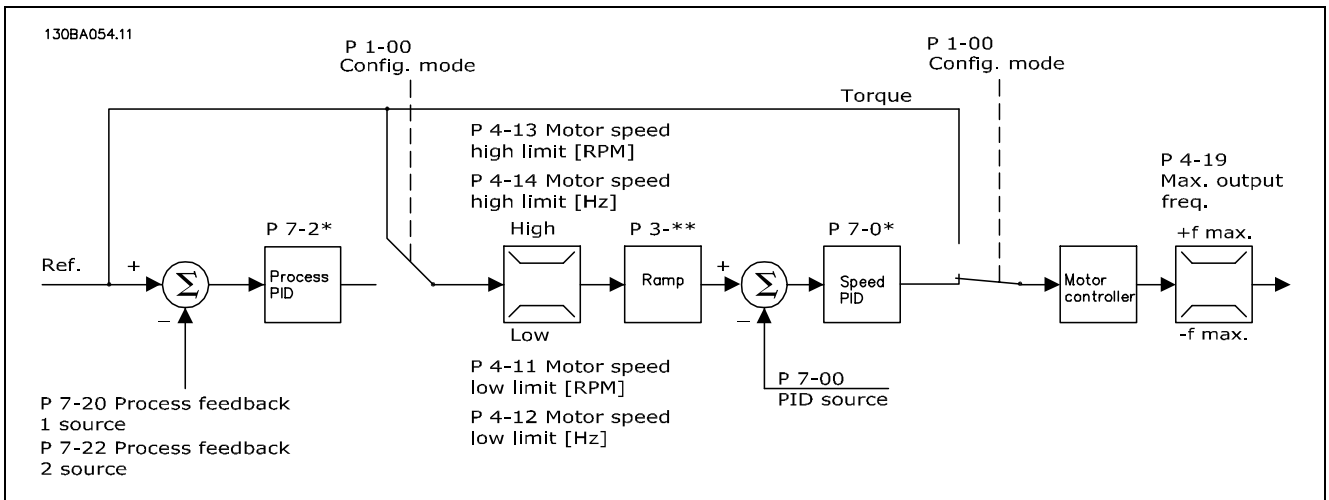 130BA054.11
P 1-00
Config. mode
P 1-00
Config. mode
Torque
P 4-13 Motor speed
high limit [RPM]
P 4-14 Motor speed
high limit [Hz]
P 4-19
Max. output
freq.
P 7-2*
High
P 3-**
P 7-0*
+f max.
Ref.
+
Σ
Process
PID
Ramp
+
Σ
Speed
PID
Motor
controller
–
–
Low
-f max.
P 4-11 Motor speed
low limit [RPM]
P 4-12 Motor speed
low limit [Hz]
P 7-00
PID source
P 7-20 Process feedback
1 source
P 7-22 Process feedback
2 source